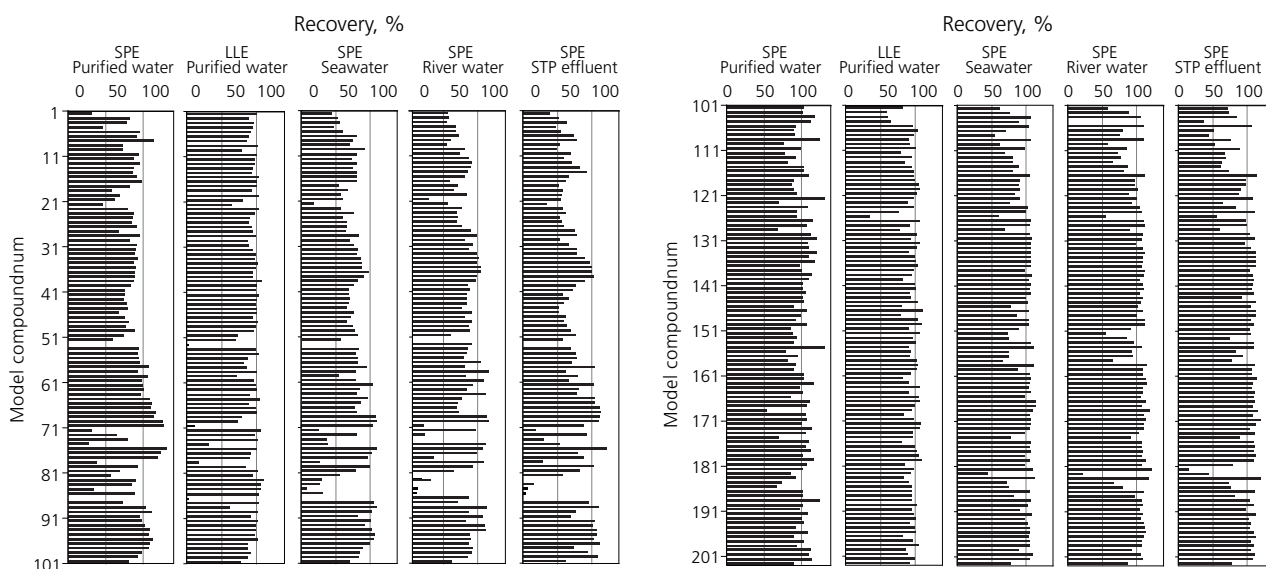 Recovery, %
SPE LLE SPE SPE SPE
Purified water Purified water Seawater River water STP effluent
0 50 100 0 50 100 0 50 100 0 50 100 0 50 100
1
11
21
31
41
51
61
71
81
91
101
Model compoundnum
Recovery, %
SPE LLE SPE SPE SPE
Purified water Purified water Seawater River water STP effluent
0 50 100 0 50 100 0 50 100 0 50 100 0 50 100
101
111
121
131
141
151
161
171
181
191
201
Model compoundnum